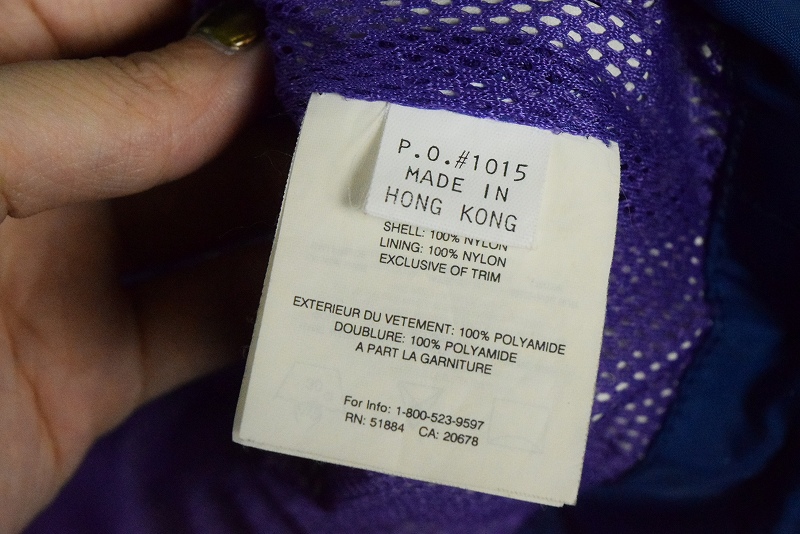 P.O.#1015
MADE IN
HONG KONG
SHELL: 100% NYLON
LINING: 100% NYLON
EXCLUSIVE OF TRIM
EXTERIEUR DU VETEMENT: 100% POLYAMIDE
DOUBLURE: 100% POLYAMIDE
A PART LA GARNITURE
For Info: 1-800-523-9597
RN: 51884 CA: 20678